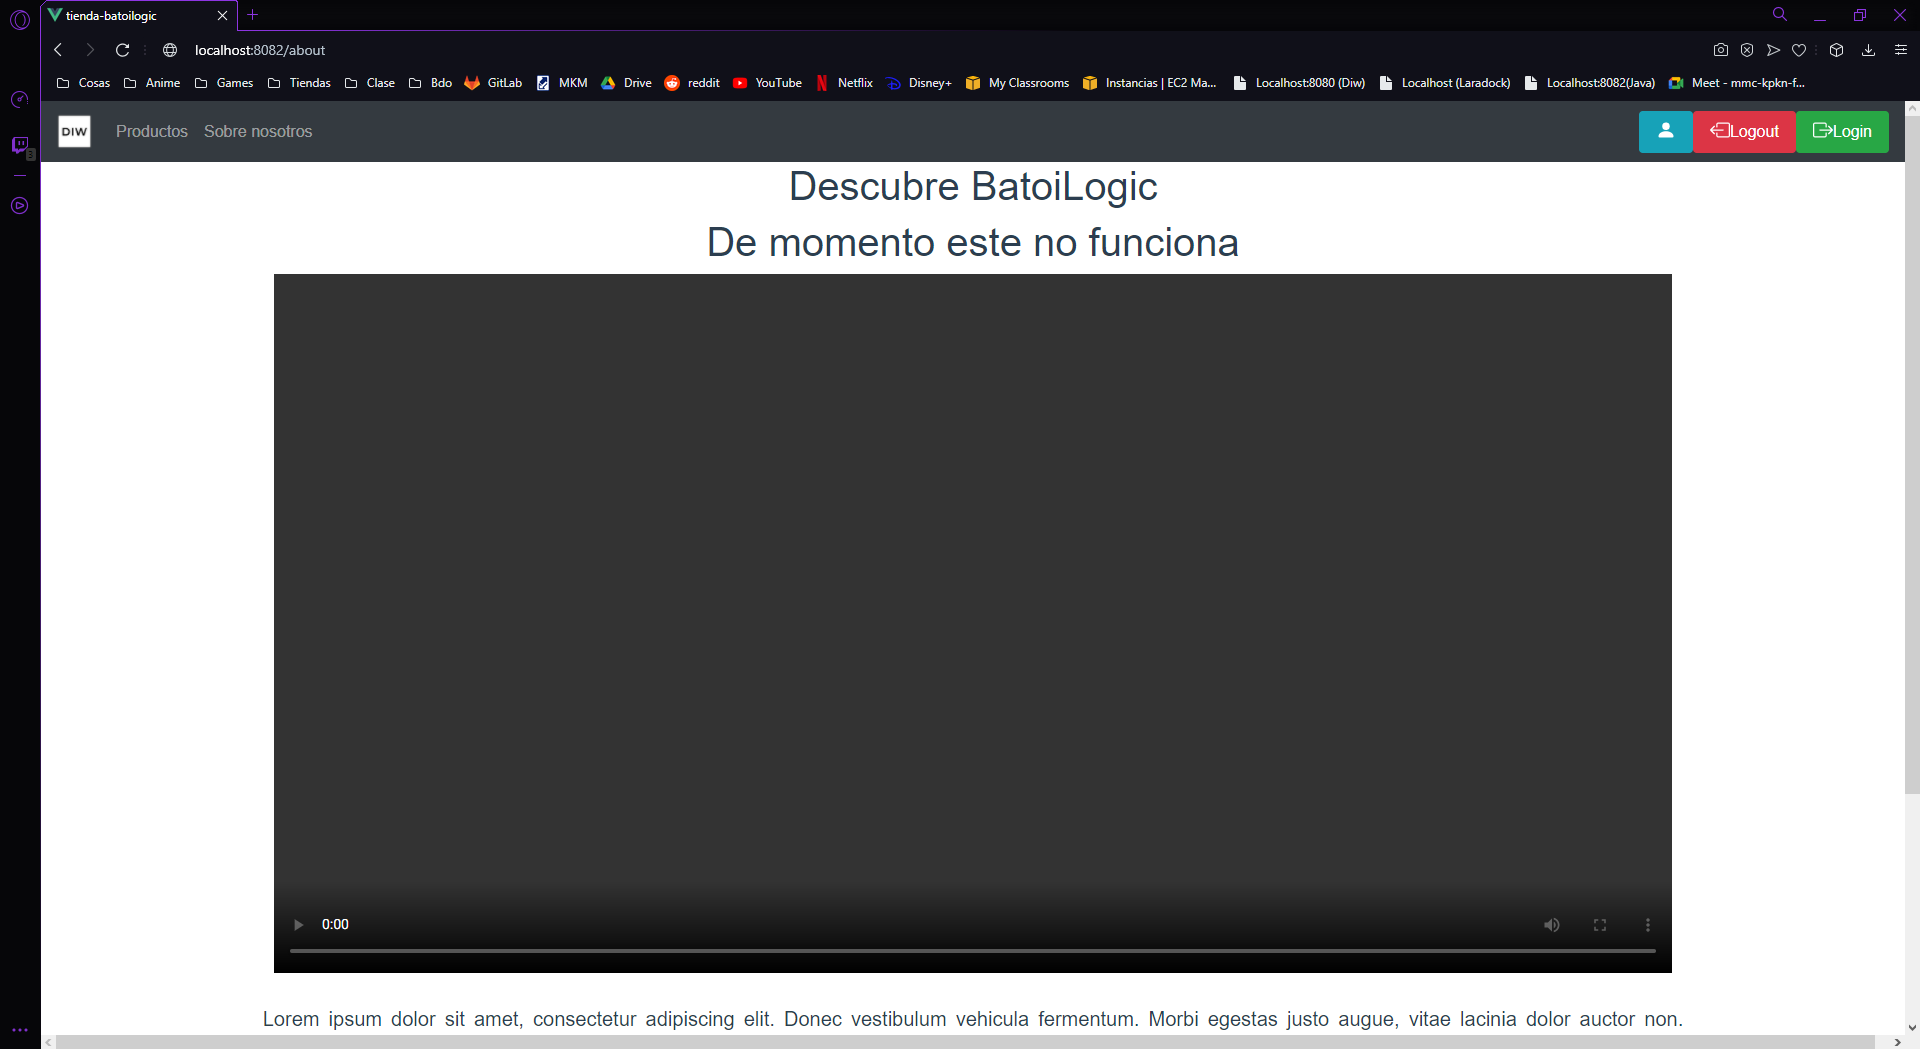 tienda-batoilogic
localhost:8082/about
Cosas Anime Games Tiendas Clase Bdo GitLab MKM Drive reddit YouTube Netflix Disney+ My Classrooms Instancias | EC2 Ma... Localhost:8080 (Diw) Localhost (Laradock) Localhost:8082(Java) Meet - mmc-kpkn-f...
DIW Productos Sobre nosotros Logout Login
Descubre BatoiLogic
De momento este no funciona
0:00
Lorem ipsum dolor sit amet, consectetur adipiscing elit. Donec vestibulum vehicula fermentum. Morbi egestas justo augue, vitae lacinia dolor auctor non.